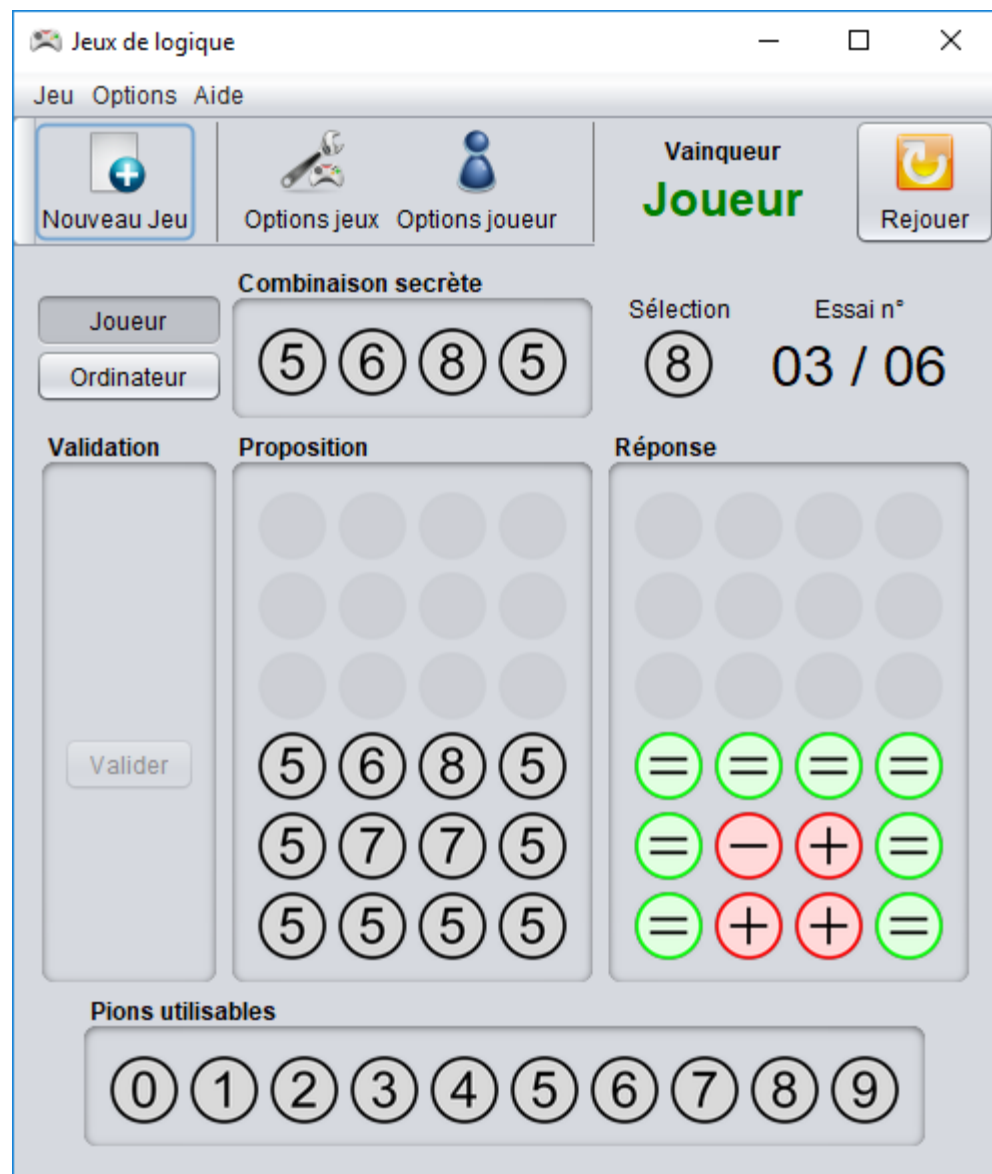 Jeux de logique
Jeu Options Aide
Nouveau Jeu
Options jeux
Options joueur
Vainqueur
Joueur
Rejouer
Joueur
Ordinateur
Combinaison secrète
5 6 8 5
Sélection
8
Essai n°
03 / 06
Validation
Proposition
Réponse
Valider
5 6 8 5 = = = =
5 7 7 5 = − + =
5 5 5 5 = + + =
Pions utilisables
0 1 2 3 4 5 6 7 8 9